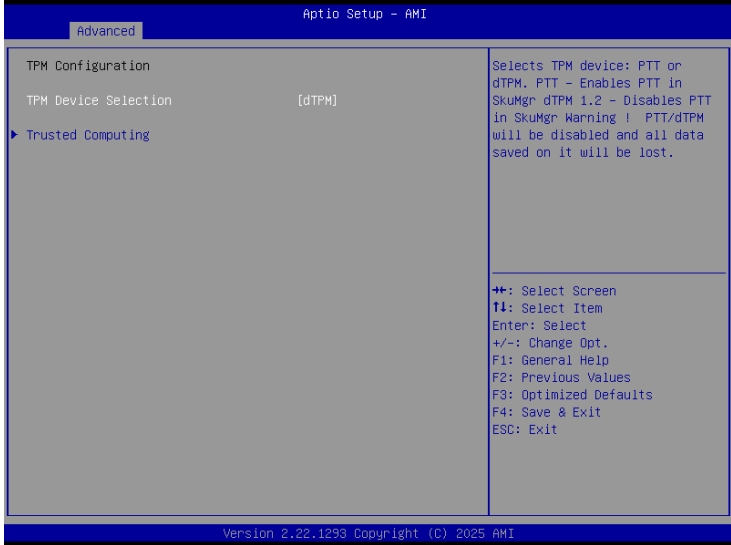 Aptio Setup – AMI
Advanced
TPM Configuration
TPM Device Selection [dTPM]
Trusted Computing
Selects TPM device: PTT or
dTPM. PTT – Enables PTT in
SkuMgr dTPM 1.2 – Disables PTT
in SkuMgr Warning ! PTT/dTPM
will be disabled and all data
saved on it will be lost.
→←: Select Screen
↑↓: Select Item
Enter: Select
+/-: Change Opt.
F1: General Help
F2: Previous Values
F3: Optimized Defaults
F4: Save & Exit
ESC: Exit
Version 2.22.1293 Copyright (C) 2025 AMI